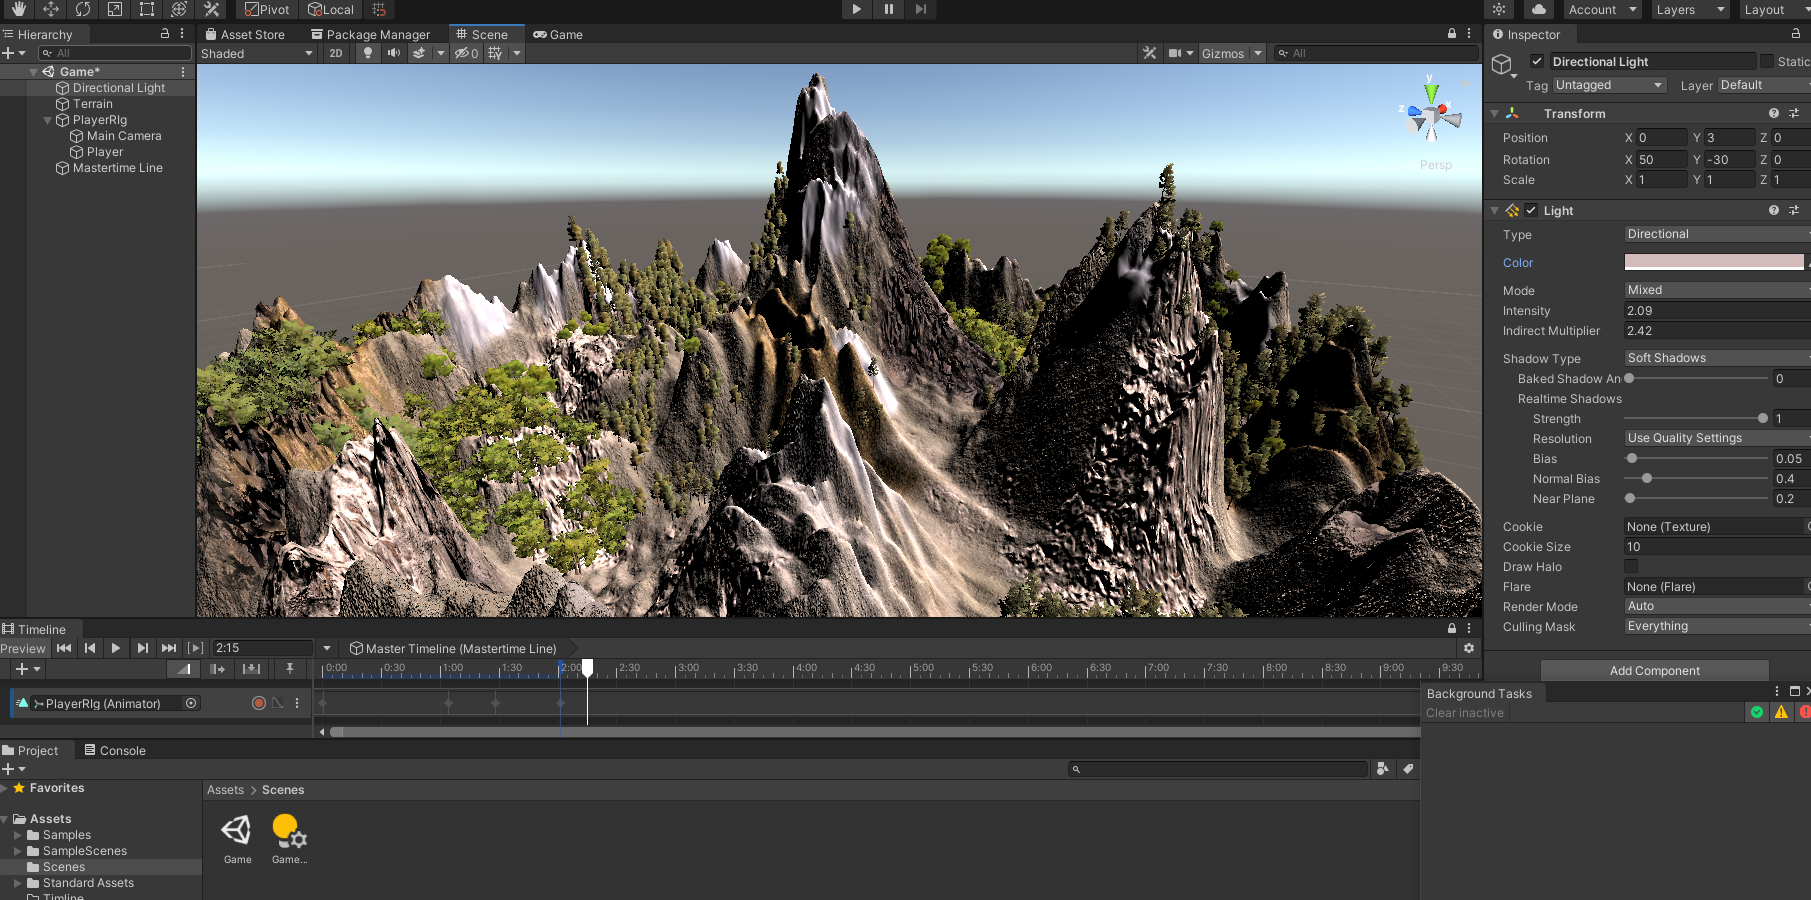 Pivot Local Account Layers Layout
Hierarchy
All
Game*
Directional Light
Terrain
PlayerRIg
Main Camera
Player
Mastertime Line
Asset Store Package Manager Scene Game
Shaded 2D 0 Gizmos All
y
x
z
Persp
Inspector
Directional Light Static
Tag Untagged Layer Default
Transform
Position X 0 Y 3 Z 0
Rotation X 50 Y -30 Z 0
Scale X 1 Y 1 Z 1
Light
Type Directional
Color
Mode Mixed
Intensity 2.09
Indirect Multiplier 2.42
Shadow Type Soft Shadows
Baked Shadow An 0
Realtime Shadows
Strength 1
Resolution Use Quality Settings
Bias 0.05
Normal Bias 0.4
Near Plane 0.2
Cookie None (Texture)
Cookie Size 10
Draw Halo
Flare None (Flare)
Render Mode Auto
Culling Mask Everything
Add Component
Timeline
Preview 2:15 Master Timeline (Mastertime Line)
0:00 0:30 1:00 1:30 2:00 2:30 3:00 3:30 4:00 4:30 5:00 5:30 6:00 6:30 7:00 7:30 8:00 8:30 9:00 9:30
PlayerRIg (Animator)
Background Tasks
Clear inactive
Project Console
Favorites
Assets
Samples
SampleScenes
Scenes
Standard Assets
Timline
Assets > Scenes
Game Game...